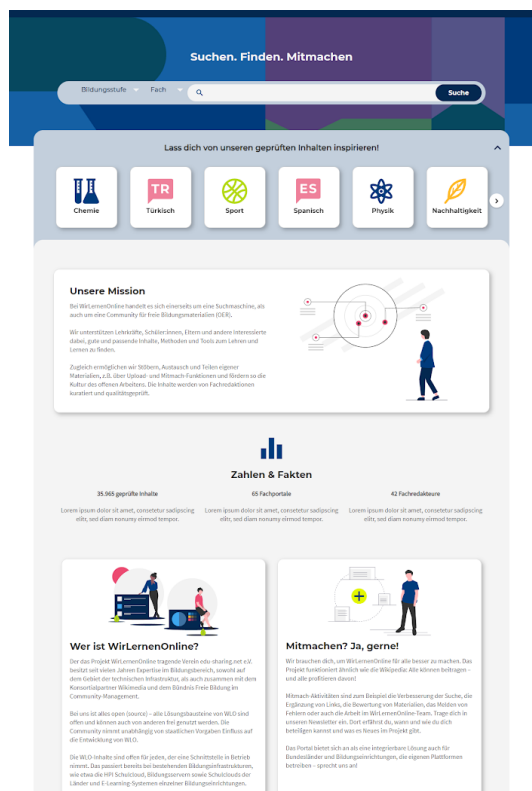 Suchen. Finden. Mitmachen
Bildungsstufe Fach Suche
Lass dich von unseren geprüften Inhalten inspirieren!
TR ES
Chemie Türkisch Sport Spanisch Physik Nachhaltigkeit
Unsere Mission
Bei WirLernenOnline handelt es sich einerseits um eine Suchmaschine, als
auch um eine Community für freie Bildungsmaterialien (OER).
Wir unterstützen Lehrkräfte, Schüler:innen, Eltern und andere Interessierte
dabei, gute und passende Inhalte, Methoden und Tools zum Lehren und
Lernen zu finden.
Zugleich ermöglichen wir Stöbern, Austausch und Teilen eigener
Materialien, z.B. über Upload- und Mitmach-Funktionen und fördern so die
Kultur des offenen Arbeitens. Die Inhalte werden von Fachredaktionen
kuratiert und qualitätsgeprüft.
Zahlen & Fakten
35.965 geprüfte Inhalte
Lorem ipsum dolor sit amet, consetetur sadipscing
elitr, sed diam nonumy eirmod tempor.
65 Fachportale
Lorem ipsum dolor sit amet, consetetur sadipscing
elitr, sed diam nonumy eirmod tempor.
42 Fachredakteure
Lorem ipsum dolor sit amet, consetetur sadipscing
elitr, sed diam nonumy eirmod tempor.
Wer ist WirLernenOnline?
Der das Projekt WirLernenOnline tragende Verein edu-sharing.net e.V.
besitzt seit vielen Jahren Expertise im Bildungsbereich, sowohl auf
dem Gebiet der technischen Infrastruktur, als auch zusammen mit dem
Konsortialpartner Wikimedia und dem Bündnis Freie Bildung im
Community-Management.
Bei uns ist alles open (source) – alle Lösungsbausteine von WLO sind
offen und können auch von anderen frei genutzt werden. Die
Community nimmt unabhängig von staatlichen Vorgaben Einfluss auf
die Entwicklung von WLO.
Die WLO-Inhalte sind offen für jeden, der eine Schnittstelle in Betrieb
nimmt. Das passiert bereits bei bestehenden Bildungsinfrastrukturen,
wie etwa die HPI Schulcloud, Bildungsservern sowie Schulclouds der
Länder und E-Learning-Systemen einzelner Bildungseinrichtungen.
Mitmachen? Ja, gerne!
Wir brauchen dich, um WirLernenOnline für alle besser zu machen. Das
Projekt funktioniert ähnlich wie die Wikipedia: Alle können beitragen –
und alle profitieren davon!
Mitmach-Aktivitäten sind zum Beispiel die Verbesserung der Suche, die
Ergänzung von Links, die Bewertung von Materialien, das Melden von
Fehlern oder auch die Arbeit im WirLernenOnline-Team. Trage dich in
unseren Newsletter ein. Dort erfährst du, wann und wie du dich
beteiligen kannst und was es Neues im Projekt gibt.
Das Portal bietet sich an als eine integrierbare Lösung auch für
Bundesländer und Bildungseinrichtungen, die eigenen Plattformen
betreiben – sprecht uns an!